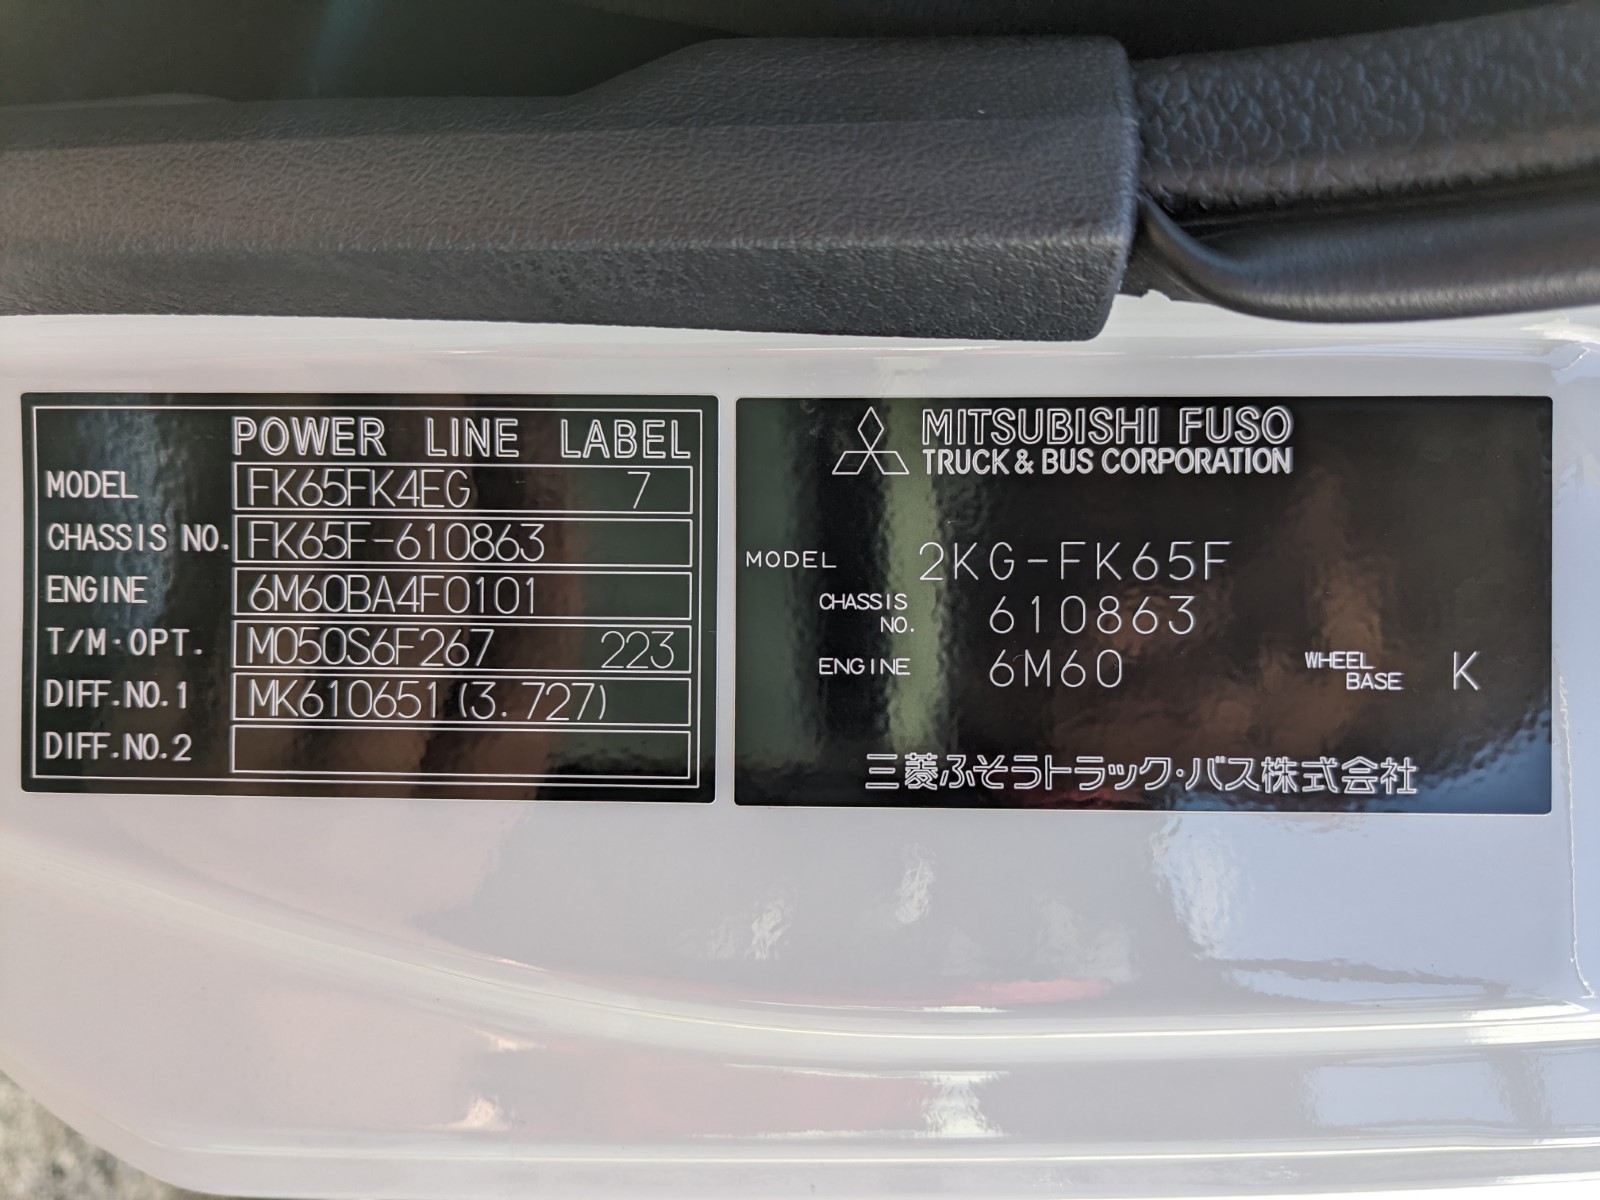 POWER LINE LABEL
MODEL FK65FK4EG 7
CHASSIS NO. FK65F-610863
ENGINE 6M60BA4F0101
T/M·OPT. M050S6F267 223
DIFF.NO.1 MK610651(3.727)
DIFF.NO.2
MITSUBISHI FUSO
TRUCK & BUS CORPORATION
MODEL 2KG-FK65F
CHASSIS NO. 610863
ENGINE 6M60 WHEEL BASE K
三菱ふそうトラック・バス株式会社